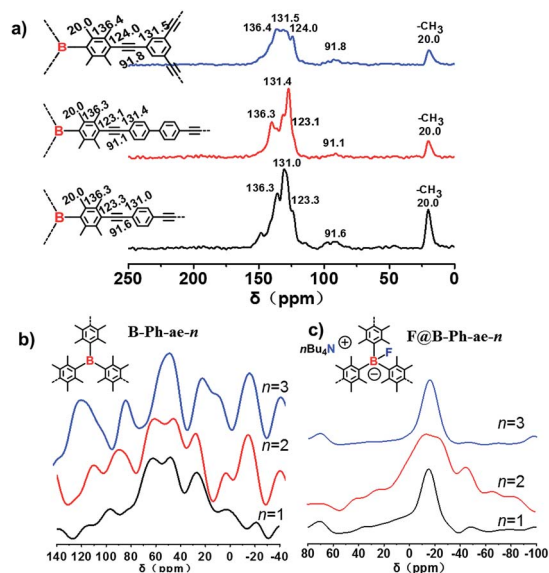 a)
20.0 136.4 124.0 131.5
B
91.8
136.4 131.5 124.0
91.8
-CH3
20.0
20.0 136.3 123.1 131.4
B
91.1
131.4
136.3 123.1
91.1
-CH3
20.0
20.0 136.3 123.3 131.0
B
91.6
131.0
136.3 123.3
91.6
-CH3
20.0
250 200 150 100 50 0
δ (ppm)
b) B-Ph-ae-n
B
n=3
n=2
n=1
140 120 100 80 60 40 20 0 -20 -40
δ (ppm)
c) F@B-Ph-ae-n
nBu4N + F
B
−
n=3
n=2
n=1
80 60 40 20 0 -20 -40 -60 -80 -100
δ (ppm)